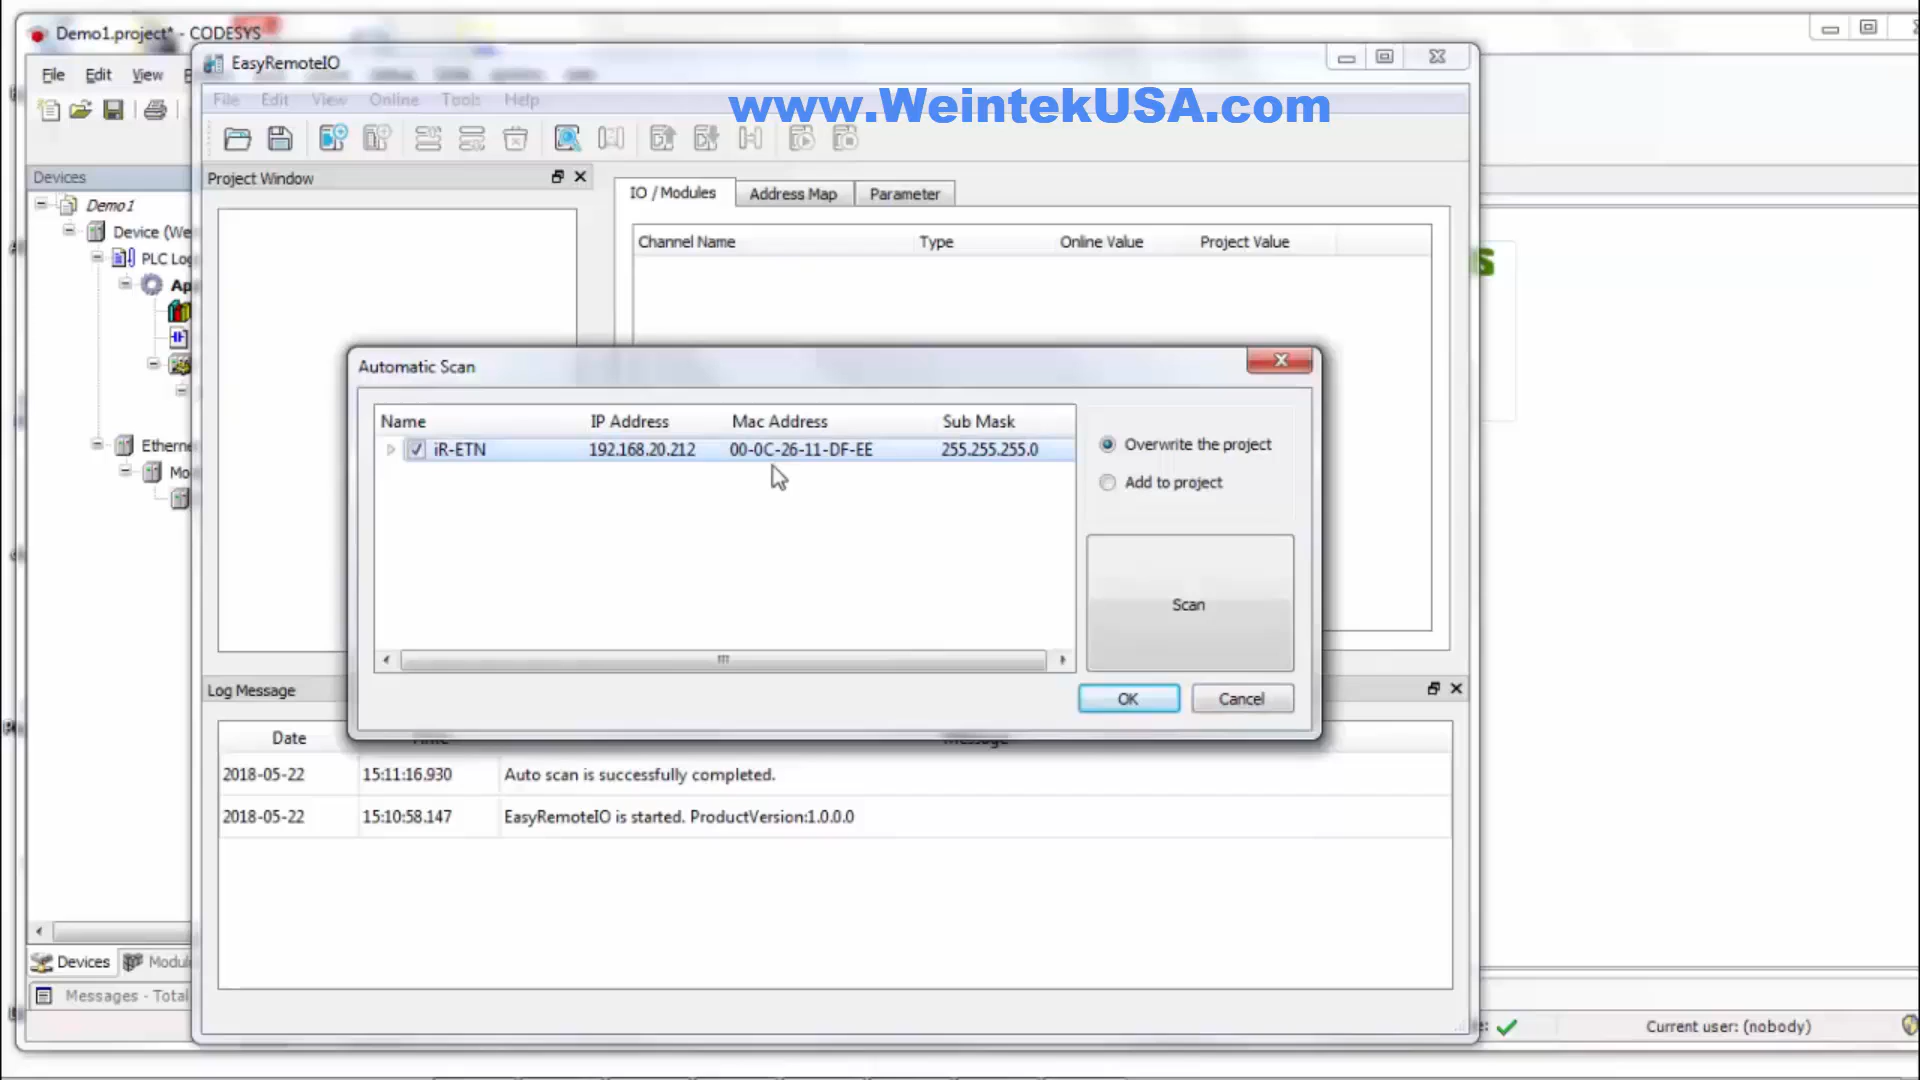 Demo1.project* - CODESYS
File Edit View
EasyRemoteIO
File Edit View Online Tools Help
www.WeintekUSA.com
Devices
Project Window
IO / Modules Address Map Parameter
Demo1
Device (We
Channel Name Type Online Value Project Value
PLC Log
Ap
Automatic Scan
Name IP Address Mac Address Sub Mask
iR-ETN 192.168.20.212 00-0C-26-11-DF-EE 255.255.255.0
Overwrite the project
Add to project
Etherne
Mo
Scan
OK Cancel
Log Message
Date Time Message
2018-05-22 15:11:16.930 Auto scan is successfully completed.
2018-05-22 15:10:58.147 EasyRemoteIO is started. ProductVersion:1.0.0.0
Devices Modul
Messages - Total
Current user: (nobody)